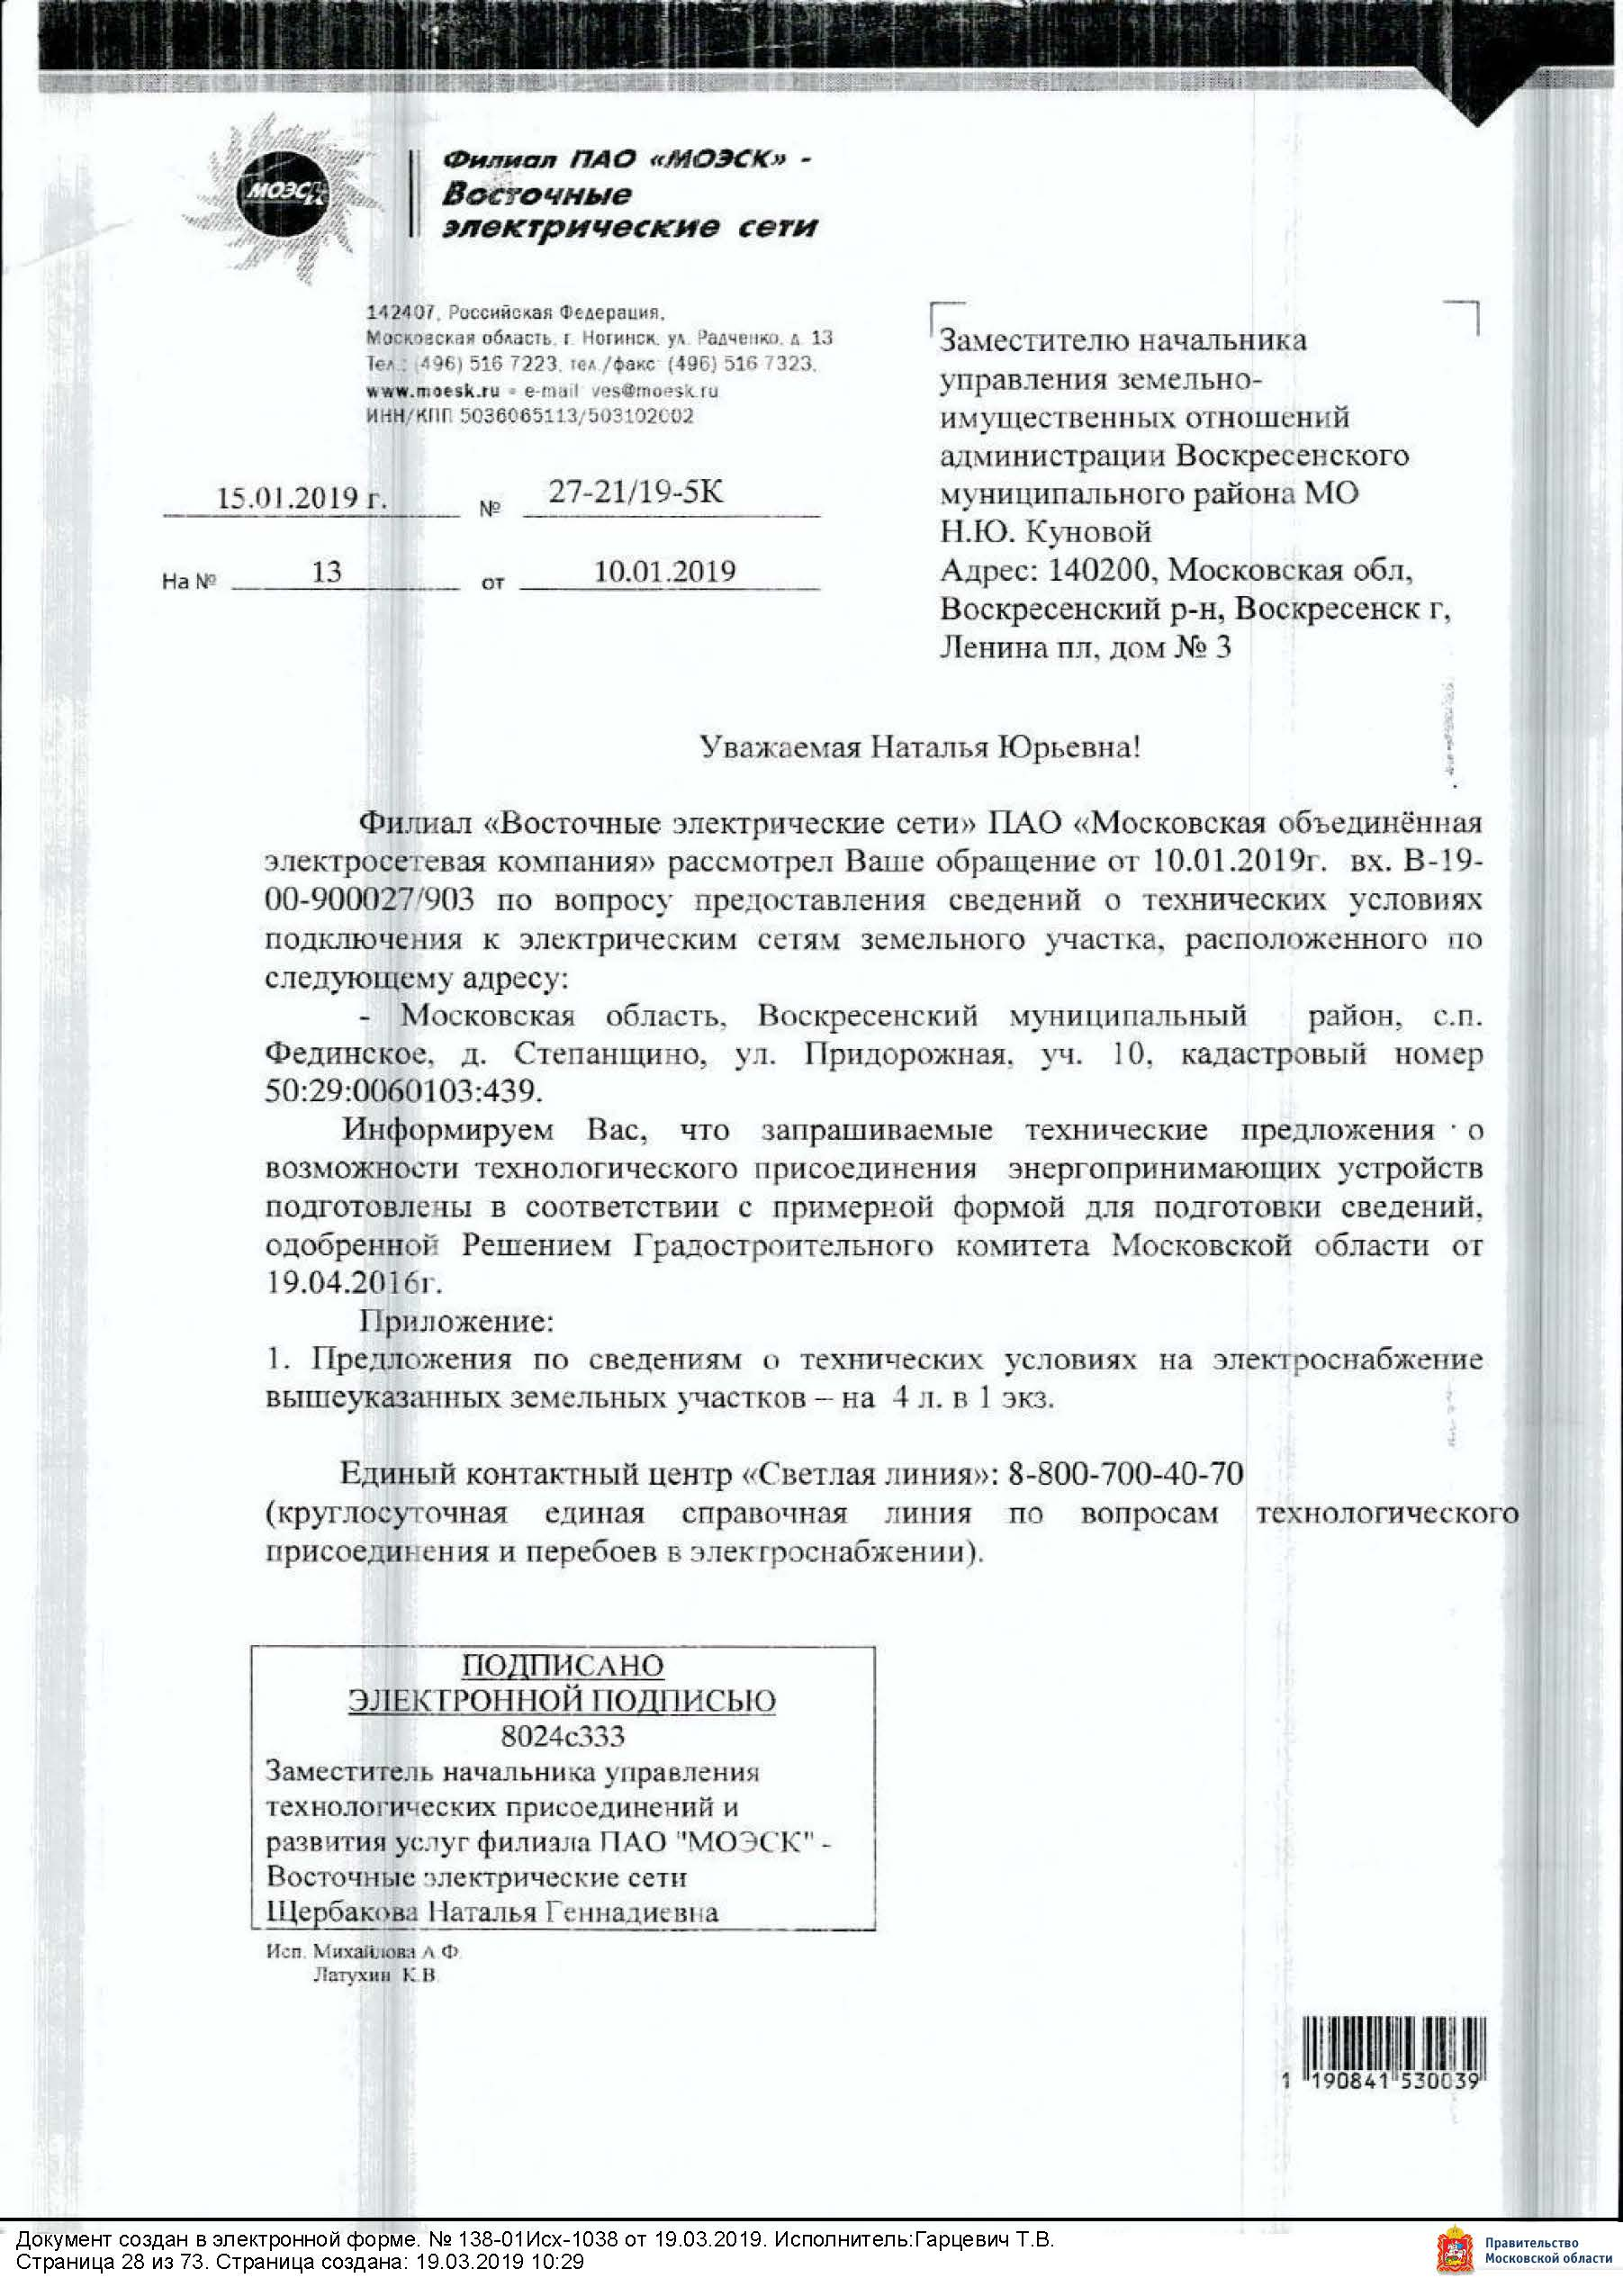 МОЭСК
Филиал ПАО «МОЭСК» -
Восточные
электрические сети
142407, Российская Федерация,
Московская область, г. Ногинск, ул. Радченко, д. 13
Тел.: (496) 516 7223, тел./факс: (496) 516 7323,
www.moesk.ru • e-mail: ves@moesk.ru
ИНН/КПП 5036065113/503102002
15.01.2019 г. № 27-21/19-5К
На № 13 от 10.01.2019
Заместителю начальника
управления земельно-
имущественных отношений
администрации Воскресенского
муниципального района МО
Н.Ю. Куновой
Адрес: 140200, Московская обл,
Воскресенский р-н, Воскресенск г,
Ленина пл, дом № 3
Уважаемая Наталья Юрьевна!
Филиал «Восточные электрические сети» ПАО «Московская объединённая
электросетевая компания» рассмотрел Ваше обращение от 10.01.2019г. вх. В-19-
00-900027/903 по вопросу предоставления сведений о технических условиях
подключения к электрическим сетям земельного участка, расположенного по
следующему адресу:
- Московская область, Воскресенский муниципальный район, с.п.
Фединское, д. Степанщино, ул. Придорожная, уч. 10, кадастровый номер
50:29:0060103:439.
Информируем Вас, что запрашиваемые технические предложения о
возможности технологического присоединения энергопринимающих устройств
подготовлены в соответствии с примерной формой для подготовки сведений,
одобренной Решением Градостроительного комитета Московской области от
19.04.2016г.
Приложение:
1. Предложения по сведениям о технических условиях на электроснабжение
вышеуказанных земельных участков – на 4 л. в 1 экз.
Единый контактный центр «Светлая линия»: 8-800-700-40-70
(круглосуточная единая справочная линия по вопросам технологического
присоединения и перебоев в электроснабжении).
ПОДПИСАНО
ЭЛЕКТРОННОЙ ПОДПИСЬЮ
8024c333
Заместитель начальника управления
технологических присоединений и
развития услуг филиала ПАО "МОЭСК" -
Восточные электрические сети
Щербакова Наталья Геннадиевна
Исп. Михайлова А.Ф.
Латухин К.В.
1 190841 530039
Документ создан в электронной форме. № 138-01Исх-1038 от 19.03.2019. Исполнитель:Гарцевич Т.В.
Страница 28 из 73. Страница создана: 19.03.2019 10:29
Правительство
Московской области